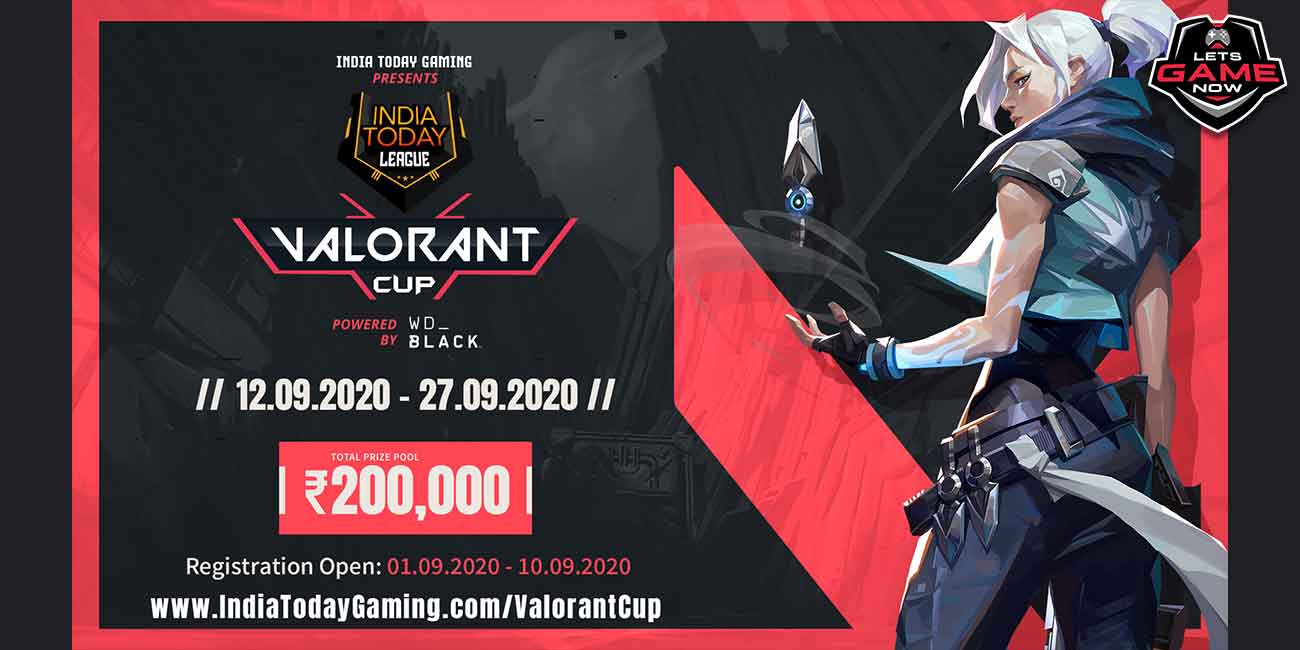 INDIA TODAY GAMING
PRESENTS
INDIA
TODAY
LEAGUE
VALORANT
CUP
POWERED
BY
WD_
BLACK
// 12.09.2020 - 27.09.2020 //
TOTAL PRIZE POOL
₹200,000
Registration Open: 01.09.2020 - 10.09.2020
www.IndiaTodayGaming.com/ValorantCup
LETS
GAME
NOW